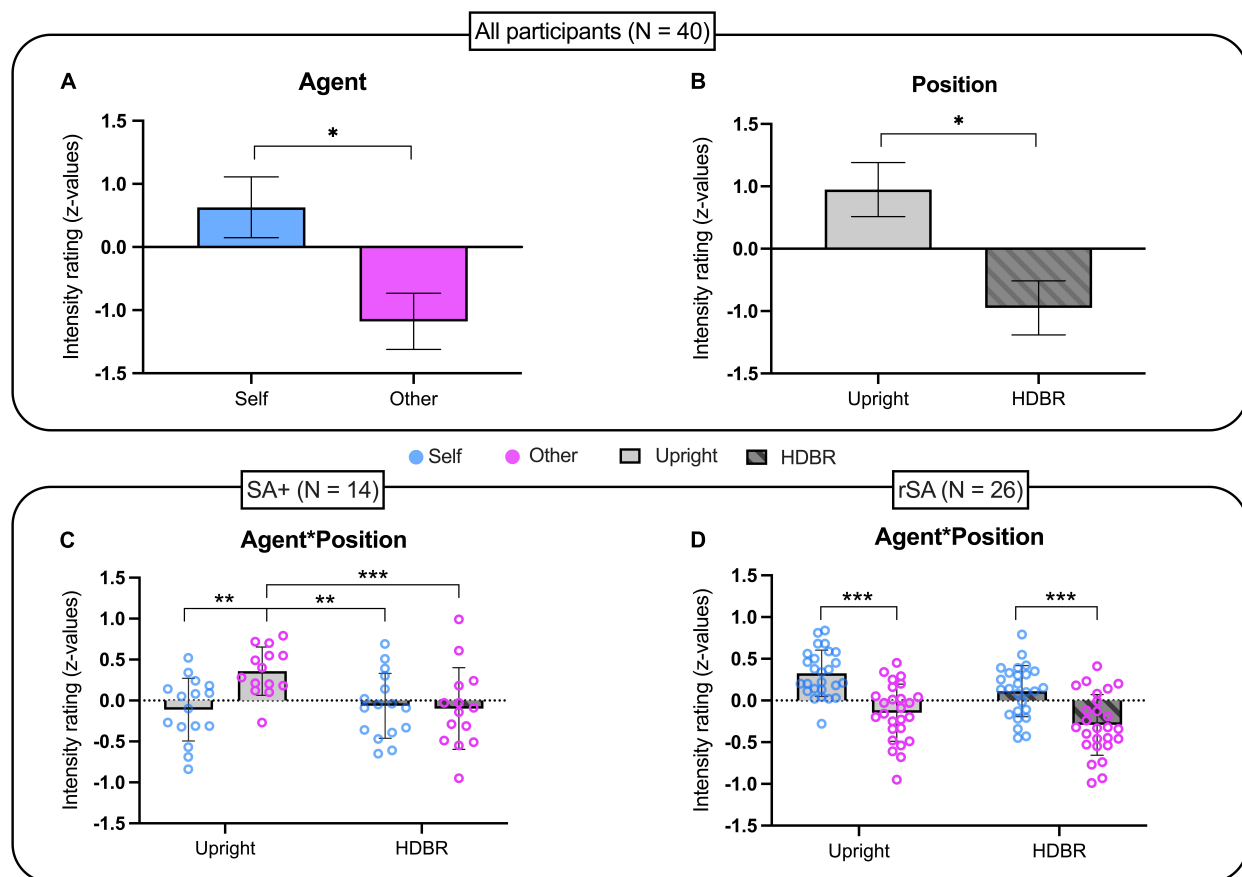 All participants (N = 40)
A
Agent
Intensity rating (z-values)
1.5
1.0
0.0
-1.0
-1.5
*
Self
Other
B
Position
Intensity rating (z-values)
1.5
1.0
0.0
-1.0
-1.5
*
Upright
HDBR
Self
Other
Upright
HDBR
SA+ (N = 14)
C
Agent*Position
Intensity rating (z-values)
1.5
1.0
0.5
0.0
-0.5
-1.0
-1.5
***
**
**
Upright
HDBR
rSA (N = 26)
D
Agent*Position
Intensity rating (z-values)
1.5
1.0
0.5
0.0
-0.5
-1.0
-1.5
***
***
Upright
HDBR